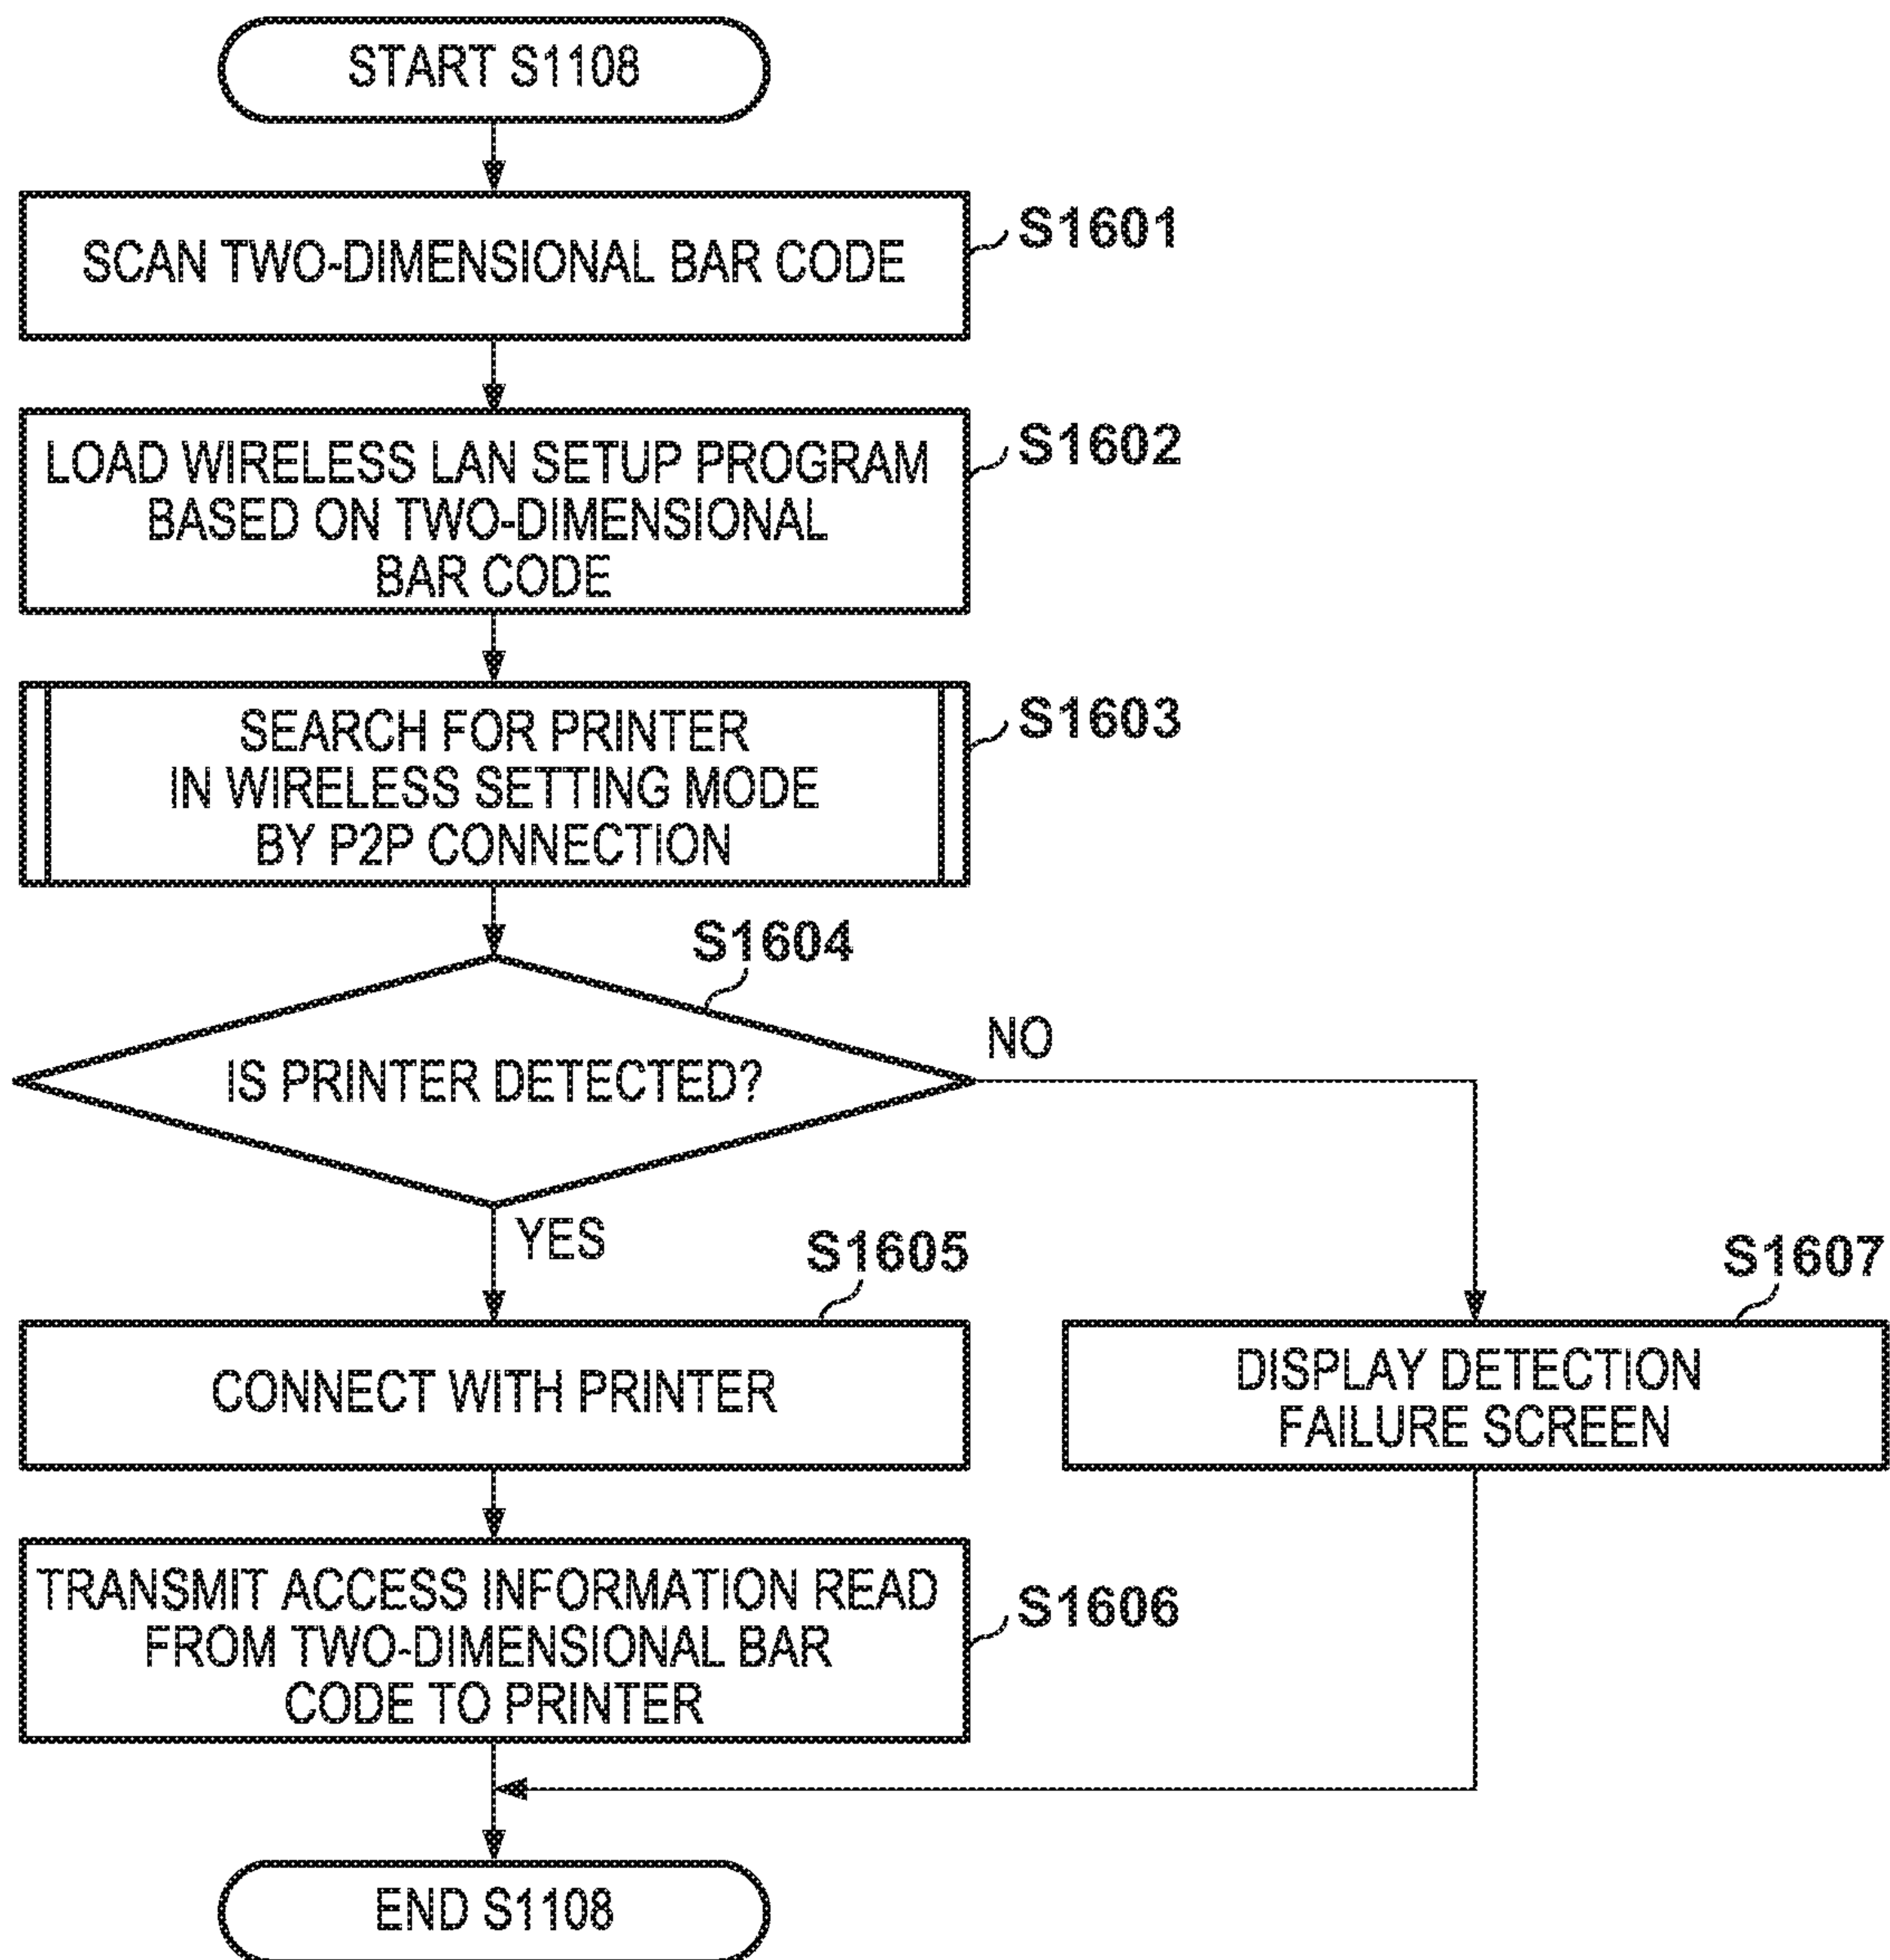 START S1108
SCAN TWO-DIMENSIONAL BAR CODE
S1601
LOAD WIRELESS LAN SETUP PROGRAM
BASED ON TWO-DIMENSIONAL
BAR CODE
S1602
SEARCH FOR PRINTER
IN WIRELESS SETTING MODE
BY P2P CONNECTION
S1603
S1604
IS PRINTER DETECTED?
NO
YES
S1605
CONNECT WITH PRINTER
S1607
DISPLAY DETECTION
FAILURE SCREEN
TRANSMIT ACCESS INFORMATION READ
FROM TWO-DIMENSIONAL BAR
CODE TO PRINTER
S1606
END S1108